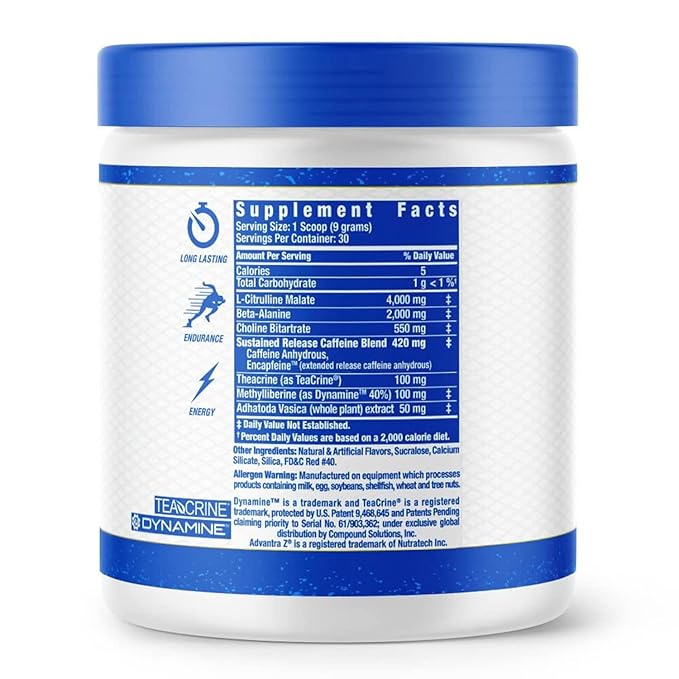 LONG LASTING
ENDURANCE
ENERGY
TEACRINE®
DYNAMINE™
Supplement Facts
Serving Size: 1 Scoop (9 grams)
Servings Per Container: 30
Amount Per Serving % Daily Value
Calories 5
Total Carbohydrate 1 g < 1 %†
L-Citrulline Malate 4,000 mg ‡
Beta-Alanine 2,000 mg ‡
Choline Bitartrate 550 mg ‡
Sustained Release Caffeine Blend 420 mg ‡
Caffeine Anhydrous,
Encapfeine™ (extended release caffeine anhydrous)
Theacrine (as TeaCrine®) 100 mg
Methylliberine (as Dynamine™ 40%) 100 mg ‡
Adhatoda Vasica (whole plant) extract 50 mg ‡
‡ Daily Value Not Established.
† Percent Daily Values are based on a 2,000 calorie diet.
Other Ingredients: Natural & Artificial Flavors, Sucralose, Calcium
Silicate, Silica, FD&C Red #40.
Allergen Warning: Manufactured on equipment which processes
products containing milk, egg, soybeans, shellfish, wheat and tree nuts.
Dynamine™ is a trademark and TeaCrine® is a registered
trademark, protected by U.S. Patent 9,468,645 and Patents Pending
claiming priority to Serial No. 61/903,362; under exclusive global
distribution by Compound Solutions, Inc.
Advantra Z® is a registered trademark of Nutratech Inc.